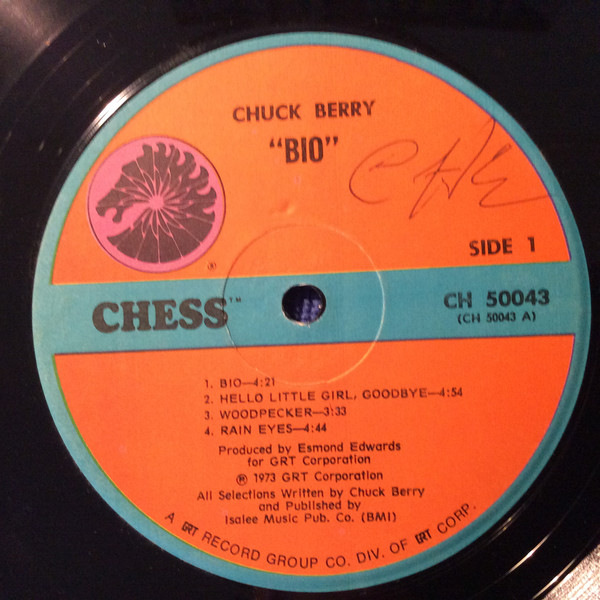 CHUCK BERRY
"BIO"
SIDE 1
®
CHESS™
CH 50043
(CH 50043 A)
1. BIO—4:21
2. HELLO LITTLE GIRL, GOODBYE—4:54
3. WOODPECKER—3:33
4. RAIN EYES—4:44
Produced by Esmond Edwards
for GRT Corporation
℗ 1973 GRT Corporation
All Selections Written by Chuck Berry
and Published by
Isalee Music Pub. Co. (BMI)
A GRT RECORD GROUP CO. DIV. OF GRT CORP.